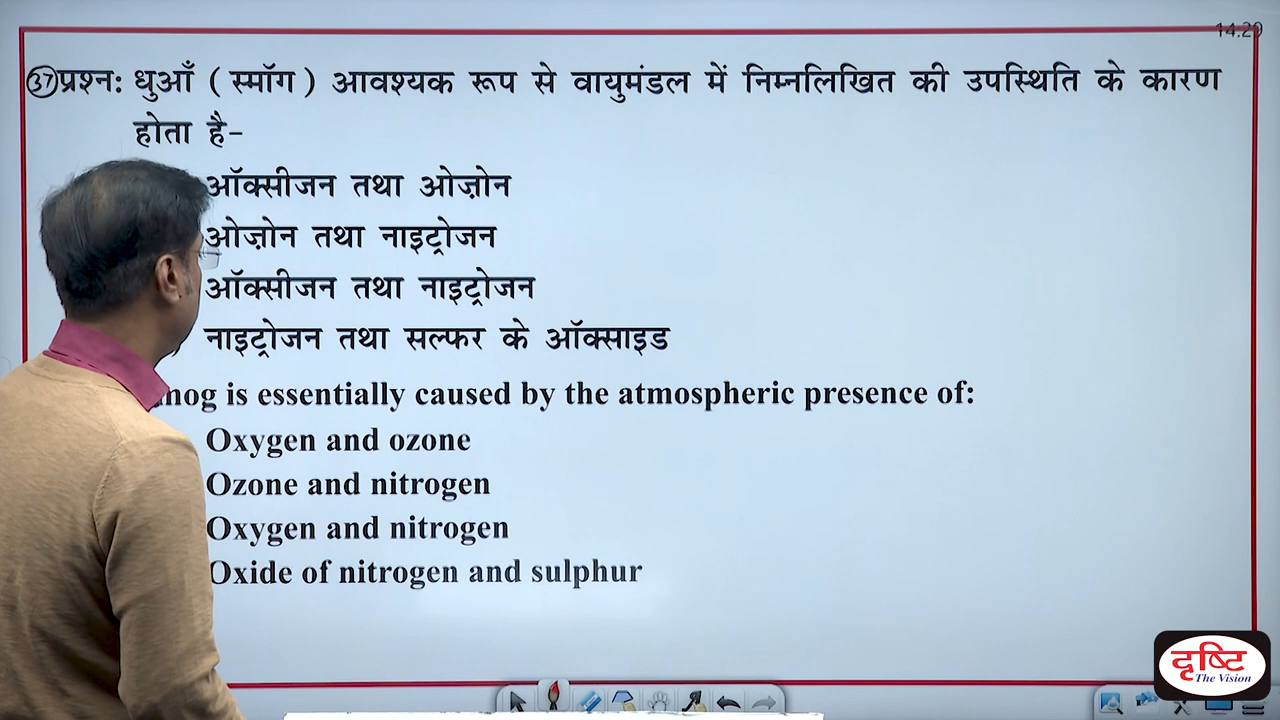 14:29
37 प्रश्न: धुआँ ( स्मॉग ) आवश्यक रूप से वायुमंडल में निम्नलिखित की उपस्थिति के कारण
होता है-
ऑक्सीजन तथा ओज़ोन
ओज़ोन तथा नाइट्रोजन
ऑक्सीजन तथा नाइट्रोजन
नाइट्रोजन तथा सल्फर के ऑक्साइड
is essentially caused by the atmospheric presence of:
Oxygen and ozone
Ozone and nitrogen
Oxygen and nitrogen
Oxide of nitrogen and sulphur
दृष्टि
The Vision